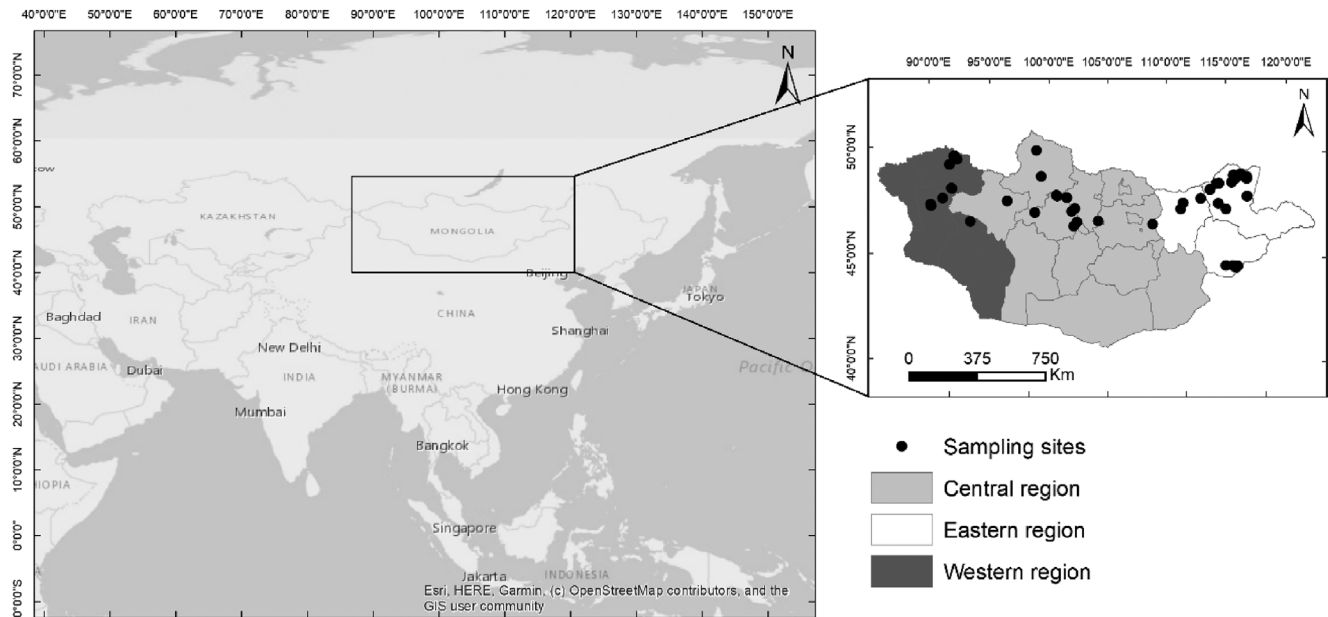 40°0'0"E 50°0'0"E 60°0'0"E 70°0'0"E 80°0'0"E 90°0'0"E 100°0'0"E 110°0'0"E 120°0'0"E 130°0'0"E 140°0'0"E 150°0'0"E
70°0'0"N
60°0'0"N
50°0'0"N
40°0'0"N
30°0'0"N
20°0'0"N
10°0'0"N
0°0'0"
N
KAZAKHSTAN
MONGOLIA
Beijing
JAPAN
Tokyo
Baghdad
IRAN
CHINA
Shanghai
New Delhi
AUDI ARABIA
Dubai
INDIA
MYANMAR
(BURMA)
Hong Kong
Pacific O
Mumbai
Bangkok
HIOPIA
Singapore
Jakarta
INDONESIA
Esri, HERE, Garmin, (c) OpenStreetMap contributors, and the
GIS user community
90°0'0"E 95°0'0"E 100°0'0"E 105°0'0"E 110°0'0"E 115°0'0"E 120°0'0"E
N
50°0'0"N
45°0'0"N
40°0'0"N
0 375 750
Km
Sampling sites
Central region
Eastern region
Western region